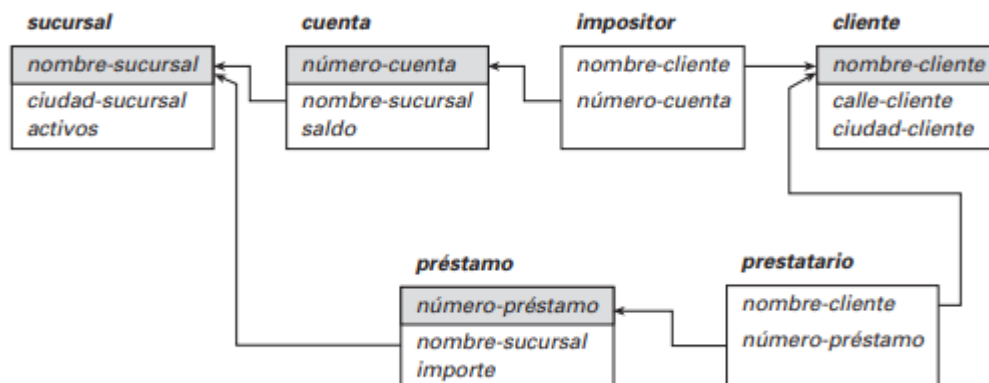 sucursal
nombre-sucursal
ciudad-sucursal
activos
cuenta
número-cuenta
nombre-sucursal
saldo
impositor
nombre-cliente
número-cuenta
cliente
nombre-cliente
calle-cliente
ciudad-cliente
préstamo
número-préstamo
nombre-sucursal
importe
prestatario
nombre-cliente
número-préstamo